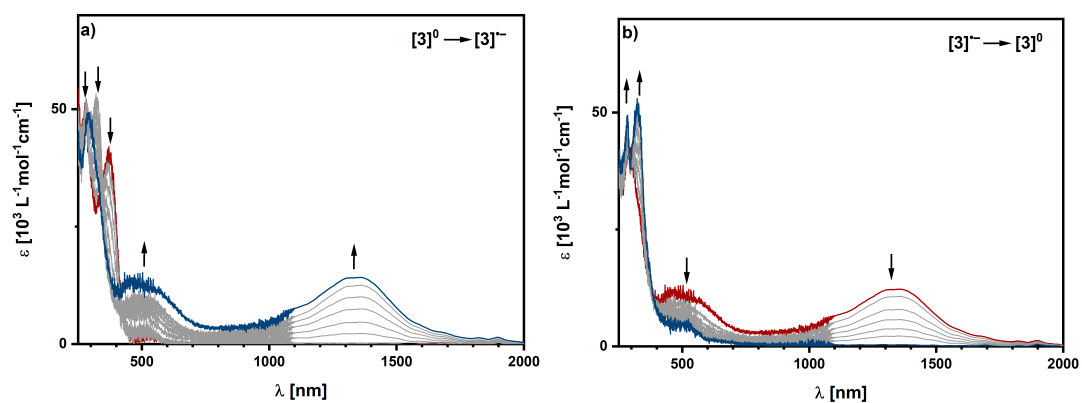 a)
[3]⁰ → [3]•−
50
0
ε [10³ L⁻¹mol⁻¹cm⁻¹]
500
1000
1500
2000
λ [nm]
b)
[3]•− → [3]⁰
50
0
ε [10³ L⁻¹mol⁻¹cm⁻¹]
500
1000
1500
2000
λ [nm]